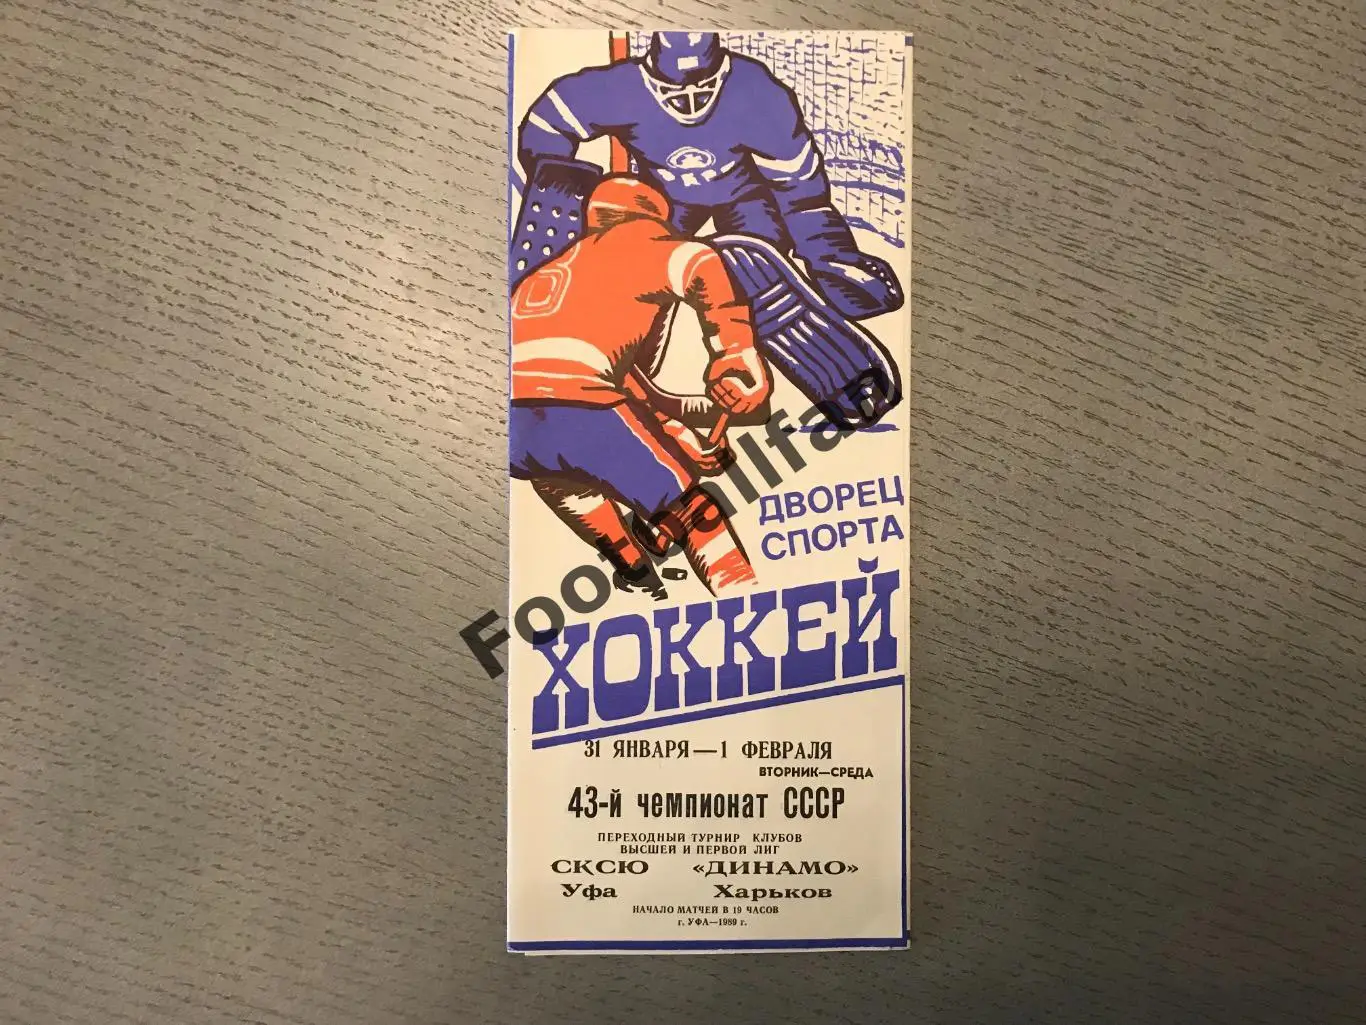 8
ДВОРЕЦ
СПОРТА
ХОККЕЙ
31 ЯНВАРЯ—1 ФЕВРАЛЯ
ВТОРНИК—СРЕДА
43-й чемпионат СССР
ПЕРЕХОДНЫЙ ТУРНИР КЛУБОВ
ВЫСШЕЙ И ПЕРВОЙ ЛИГ
СКСЮ «ДИНАМО»
Уфа Харьков
НАЧАЛО МАТЧЕЙ В 19 ЧАСОВ
г. УФА—1989 г.
Footballfan